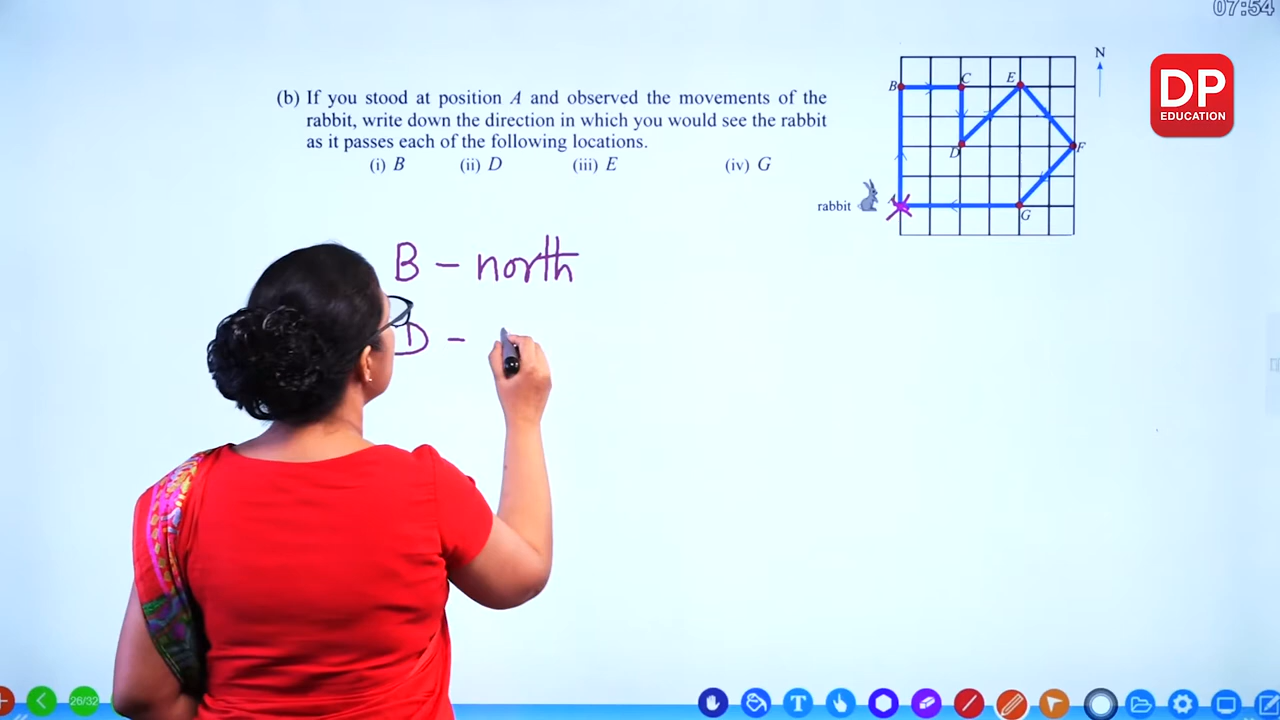 07:54
N
DP
EDUCATION
(b) If you stood at position A and observed the movements of the
rabbit, write down the direction in which you would see the rabbit
as it passes each of the following locations.
(i) B (ii) D (iii) E (iv) G
B
C
E
D
F
G
rabbit
B – north
D –
26/32
T